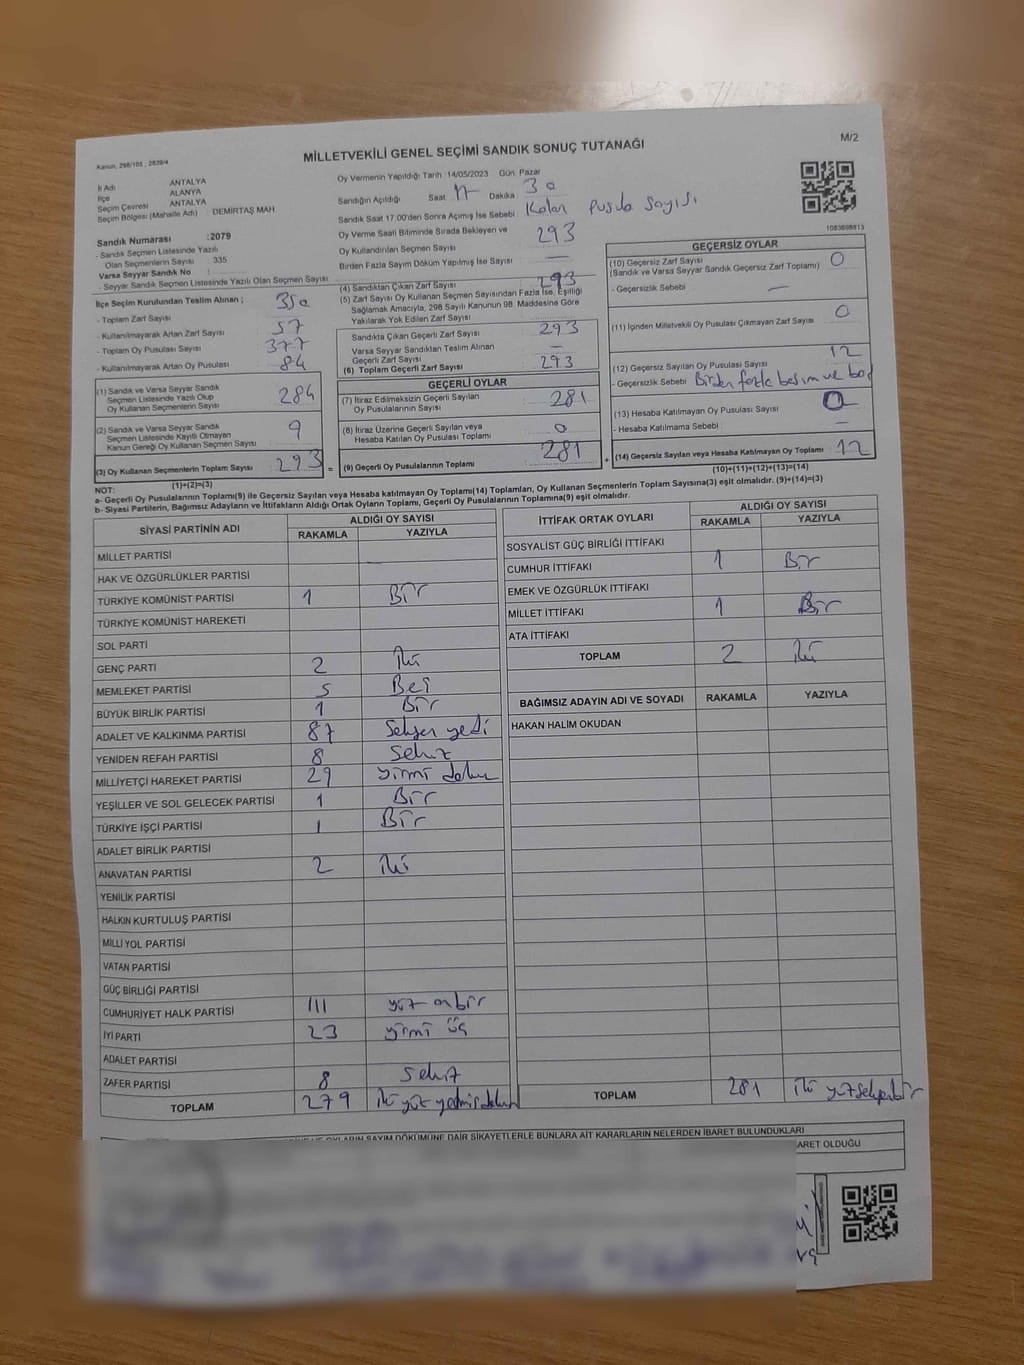 Kanun, 298/105 , 2839/4
MİLLETVEKİLİ GENEL SEÇİMİ SANDIK SONUÇ TUTANAĞI
M/2
İl Adı ANTALYA
İlçe ALANYA
Seçim Çevresi ANTALYA
Seçim Bölgesi (Mahalle Adı) DEMİRTAŞ MAH.
Sandık Numarası :2079
- Sandık Seçmen Listesinde Yazılı
Olan Seçmenlerin Sayısı 335
Varsa Seyyar Sandık No :
- Seyyar Sandık Seçmen Listesinde Yazılı Olan Seçmen Sayısı
İlçe Seçim Kurulundan Teslim Alınan ;
- Toplam Zarf Sayısı 350
- Kullanılmayarak Artan Zarf Sayısı 57
- Toplam Oy Pusulası Sayısı 377
- Kullanılmayarak Artan Oy Pusulası 84
(1) Sandık ve Varsa Seyyar Sandık
Seçmen Listesinde Yazılı Olup
Oy Kullanan Seçmenlerin Sayısı 284
(2) Sandık ve Varsa Seyyar Sandık
Seçmen Listesinde Kayıtlı Olmayan
Kanun Gereği Oy Kullanan Seçmen Sayısı 9
(3) Oy Kullanan Seçmenlerin Toplam Sayısı 293 =
(1)+(2)=(3)
Oy Vermenin Yapıldığı Tarih : 14/05/2023 Gün. Pazar
Sandığın Açıldığı Saat 17 Dakika : 30
Sandık Saat 17:00'den Sonra Açımış İse Sebebi : Kalan Pusula Sayısı
Oy Verme Saati Bitiminde Sırada Bekleyen ve
Oy Kullandırılan Seçmen Sayısı 293
Birden Fazla Sayım Döküm Yapılmış İse Sayısı —
(4) Sandıktan Çıkan Zarf Sayısı 293
(5) Zarf Sayısı Oy Kullanan Seçmen Sayısından Fazla İse, Eşitliği
Sağlamak Amacıyla, 298 Sayılı Kanunun 98. Maddesine Göre
Yakılarak Yok Edilen Zarf Sayısı
Sandıkta Çıkan Geçerli Zarf Sayısı 293
Varsa Seyyar Sandıktan Teslim Alınan
Geçerli Zarf Sayısı —
(6) Toplam Geçerli Zarf Sayısı 293
GEÇERLİ OYLAR
(7) İtiraz Edilmeksizin Geçerli Sayılan
Oy Pusulalarının Sayısı 281
(8) İtiraz Üzerine Geçerli Sayılan veya
Hesaba Katılan Oy Pusulası Toplamı 0
(9) Geçerli Oy Pusulalarının Toplamı 281 +
1083698813
GEÇERSİZ OYLAR
(10) Geçersiz Zarf Sayısı 0
(Sandık ve Varsa Seyyar Sandık Geçersiz Zarf Toplamı)
- Geçersizlik Sebebi —
(11) İçinden Milletvekili Oy Pusulası Çıkmayan Zarf Sayısı 0
(12) Geçersiz Sayılan Oy Pusulası Sayısı 12
- Geçersizlik Sebebi Birden fazla basım ve boş
(13) Hesaba Katılmayan Oy Pusulası Sayısı 0
- Hesaba Katılmama Sebebi —
(14) Geçersiz Sayılan veya Hesaba Katılmayan Oy Toplamı 12
(10)+(11)+(12)+(13)=(14)
NOT:
a- Geçerli Oy Pusulalarının Toplamı(9) ile Geçersiz Sayılan veya Hesaba katılmayan Oy Toplamı(14) Toplamları, Oy Kullanan Seçmenlerin Toplam Sayısına(3) eşit olmalıdır. (9)+(14)=(3)
b- Siyasi Partilerin, Bağımsız Adayların ve İttifakların Aldığı Ortak Oyların Toplamı, Geçerli Oy Pusulalarının Toplamına(9) eşit olmalıdır.
SİYASİ PARTİNİN ADI ALDIĞI OY SAYISI
RAKAMLA YAZIYLA
MİLLET PARTİSİ
HAK VE ÖZGÜRLÜKLER PARTİSİ
TÜRKİYE KOMÜNİST PARTİSİ 1 Bir
TÜRKİYE KOMÜNİST HAREKETİ
SOL PARTİ
GENÇ PARTİ 2 İki
MEMLEKET PARTİSİ 5 Beş
BÜYÜK BİRLİK PARTİSİ 1 Bir
ADALET VE KALKINMA PARTİSİ 87 Seksen yedi
YENİDEN REFAH PARTİSİ 8 Sekiz
MİLLİYETÇİ HAREKET PARTİSİ 29 yirmi dokuz
YEŞİLLER VE SOL GELECEK PARTİSİ 1 Bir
TÜRKİYE İŞÇİ PARTİSİ 1 Bir
ADALET BİRLİK PARTİSİ
ANAVATAN PARTİSİ 2 iki
YENİLİK PARTİSİ
HALKIN KURTULUŞ PARTİSİ
MİLLİ YOL PARTİSİ
VATAN PARTİSİ
GÜÇ BİRLİĞİ PARTİSİ
CUMHURİYET HALK PARTİSİ 111 yüz onbir
İYİ PARTİ 23 yirmi üç
ADALET PARTİSİ
ZAFER PARTİSİ 8 Sekiz
TOPLAM 279 iki yüz yetmiş dokuz
İTTİFAK ORTAK OYLARI ALDIĞI OY SAYISI
RAKAMLA YAZIYLA
SOSYALİST GÜÇ BİRLİĞİ İTTİFAKI
CUMHUR İTTİFAKI 1 Bir
EMEK VE ÖZGÜRLÜK İTTİFAKI
MİLLET İTTİFAKI 1 Bir
ATA İTTİFAKI
TOPLAM 2 iki
BAĞIMSIZ ADAYIN ADI VE SOYADI RAKAMLA YAZIYLA
HAKAN HALIM OKUDAN
TOPLAM 281 iki yüz seksen bir
OYLARIN SAYIM DÖKÜMÜNE DAİR ŞİKAYETLERLE BUNLARA AİT KARARLARIN NELERDEN İBARET BULUNDUKLARI
ARET OLDUĞU